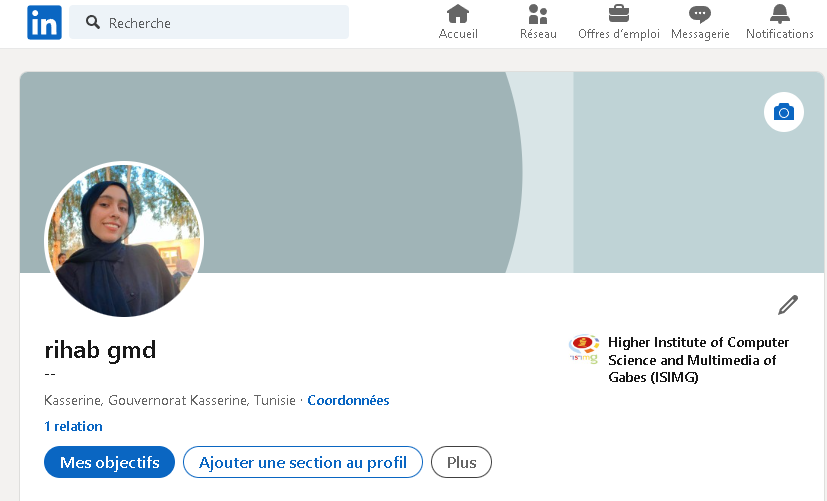 in
Recherche
Accueil
Réseau
Offres d'emploi
Messagerie
Notifications
rihab gmd
--
Kasserine, Gouvernorat Kasserine, Tunisie · Coordonnées
1 relation
Mes objectifs
Ajouter une section au profil
Plus
isimg
Higher Institute of Computer
Science and Multimedia of
Gabes (ISIMG)